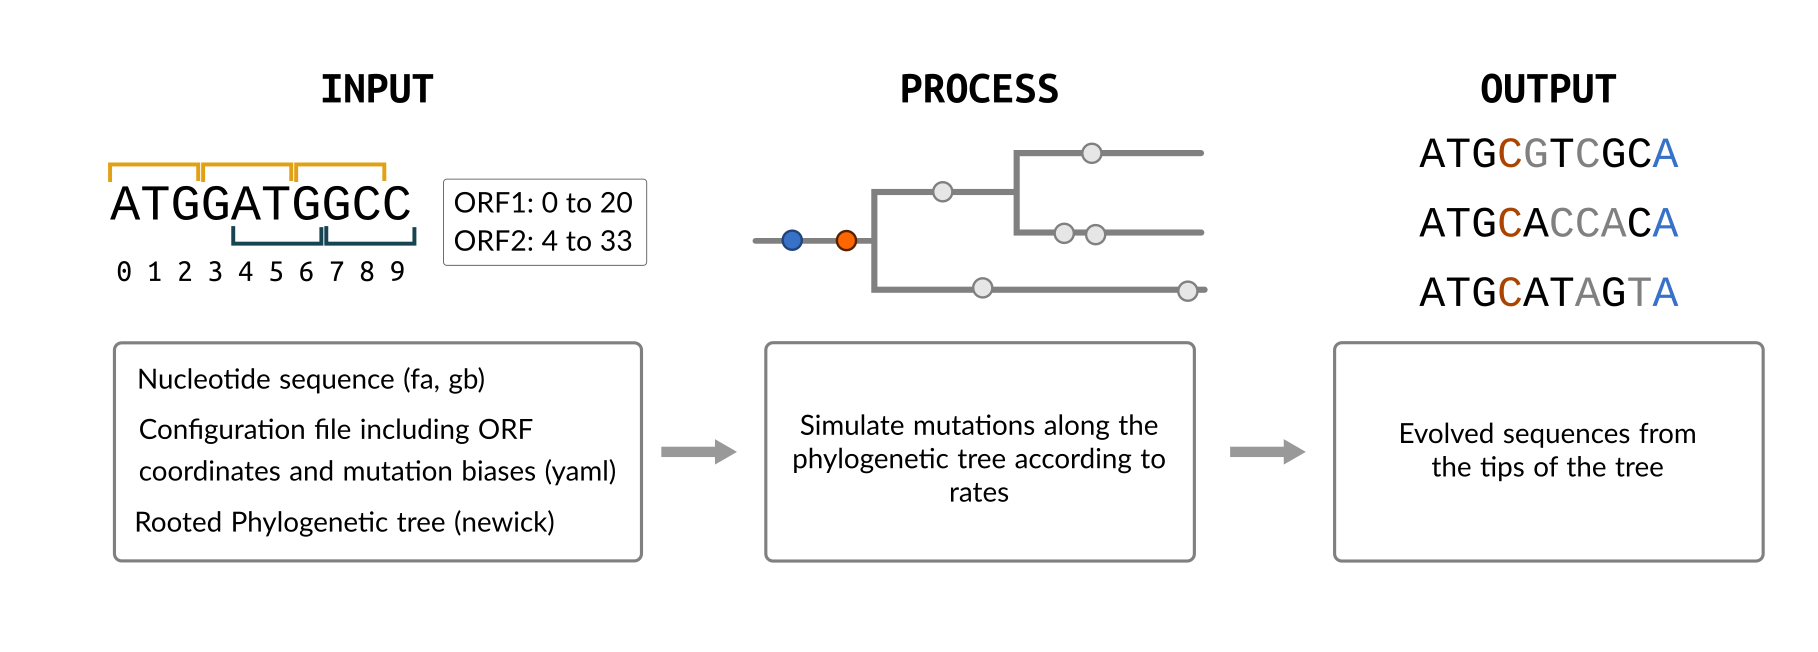 INPUT
ATGGATGGCC
0 1 2 3 4 5 6 7 8 9
ORF1: 0 to 20
ORF2: 4 to 33
Nucleotide sequence (fa, gb)
Configuration file including ORF
coordinates and mutation biases (yaml)
Rooted Phylogenetic tree (newick)
PROCESS
Simulate mutations along the
phylogenetic tree according to
rates
OUTPUT
ATGCGTCGCA
ATGCACCACA
ATGCATAGTA
Evolved sequences from
the tips of the tree